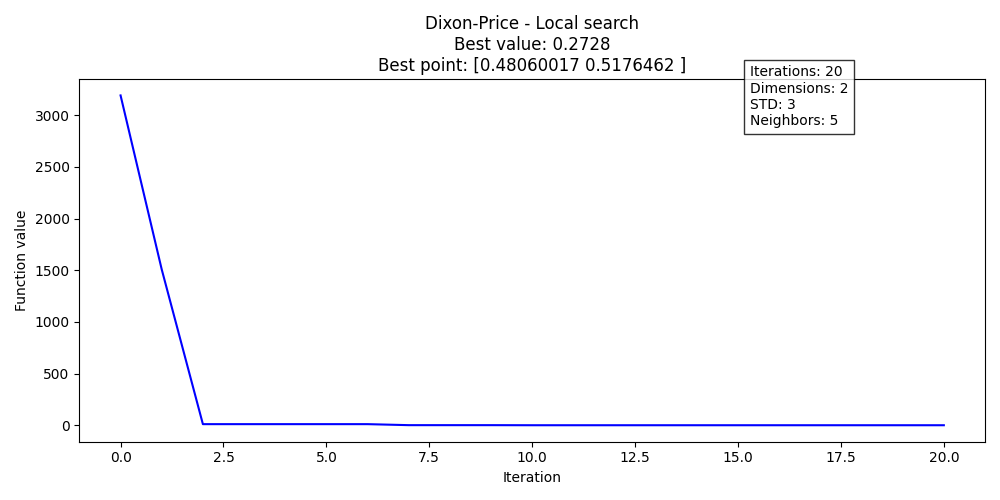 Dixon-Price - Local search
Best value: 0.2728
Best point: [0.48060017 0.5176462 ]
Iterations: 20
Dimensions: 2
STD: 3
Neighbors: 5
Function value
3000
2500
2000
1500
1000
500
0
0.0 2.5 5.0 7.5 10.0 12.5 15.0 17.5 20.0
Iteration